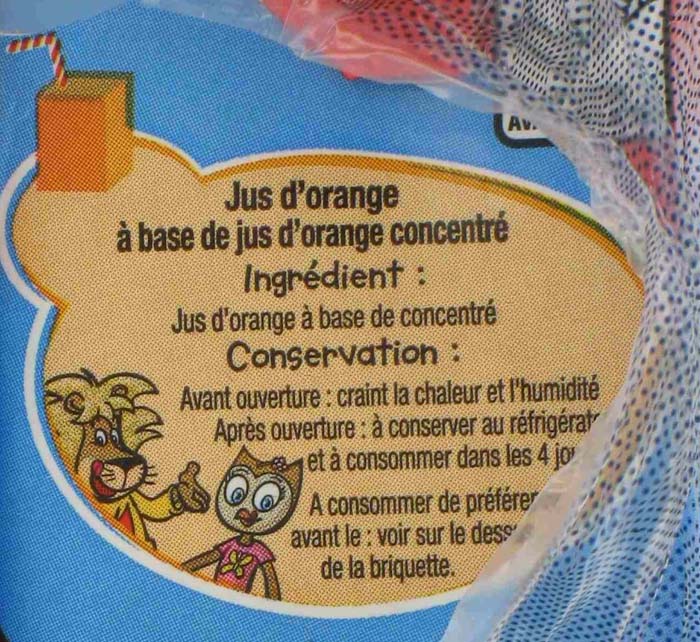 Jus d'orange
à base de jus d'orange concentré
Ingrédient :
Jus d'orange à base de concentré
Conservation :
Avant ouverture : craint la chaleur et l'humidité
Après ouverture : à conserver au
et à consommer dans les 4
A consommer de
avant le : voir sur le
de la briquette.